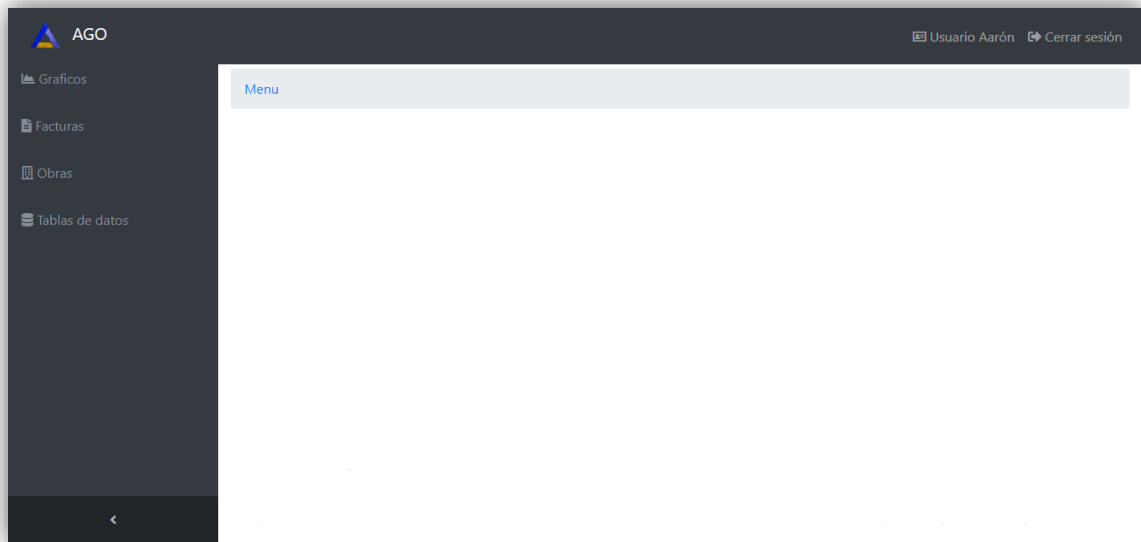 AGO
Usuario Aarón Cerrar sesión
Graficos
Menu
Facturas
Obras
Tablas de datos